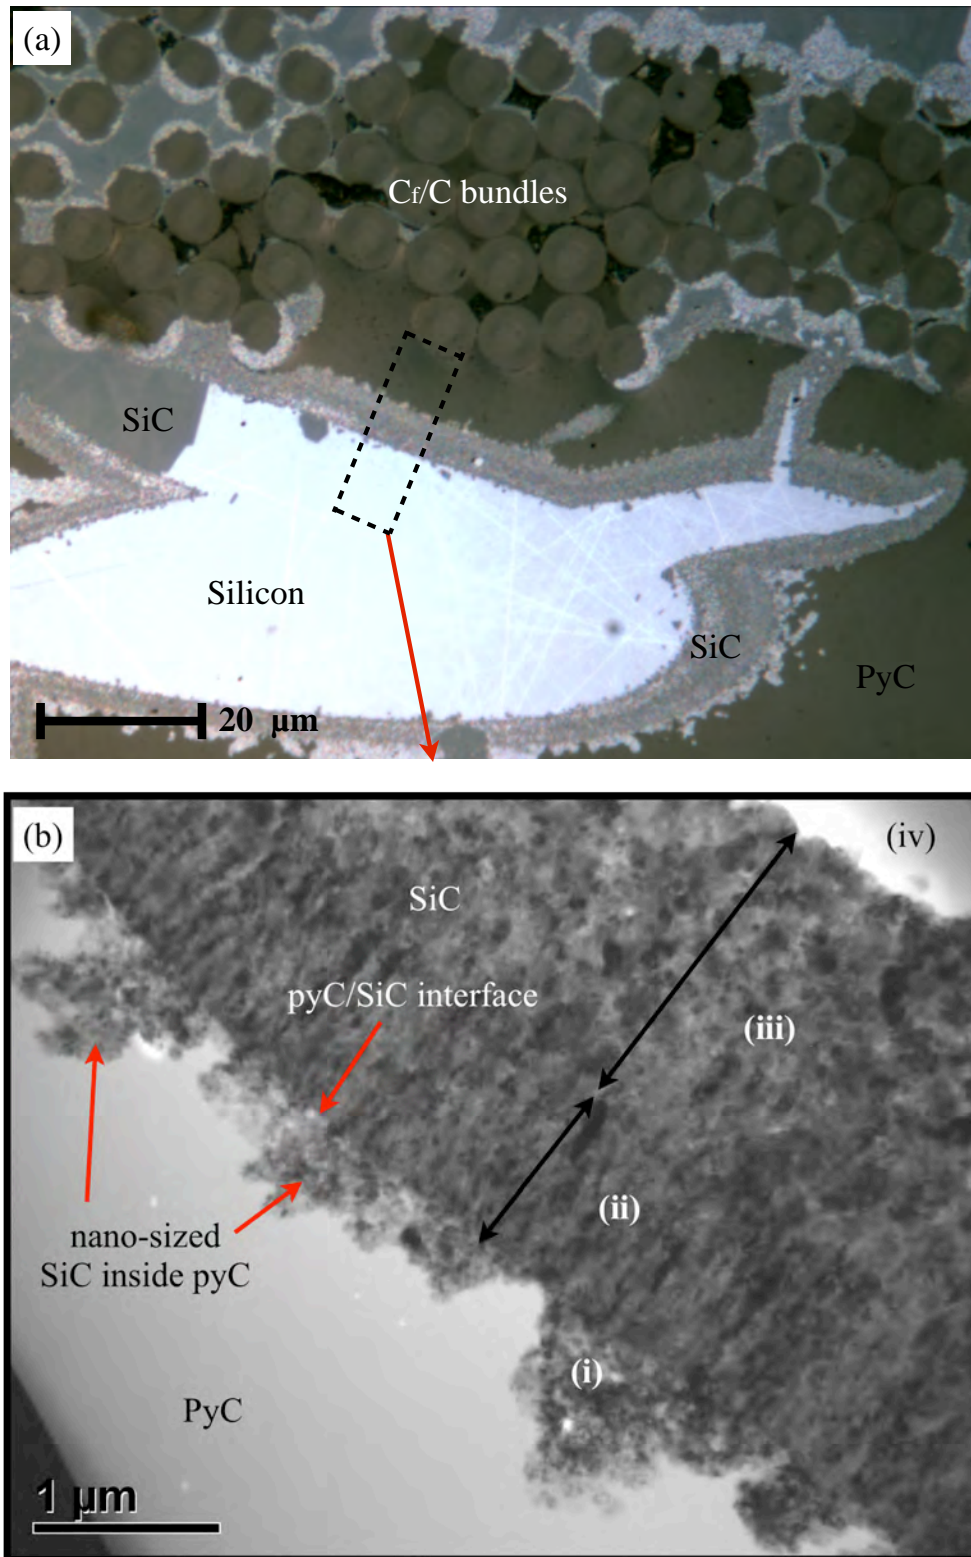 (a)
Cf/C bundles
SiC
Silicon
SiC
PyC
20 μm
(b)
(iv)
SiC
pyC/SiC interface
(iii)
(ii)
nano-sized
SiC inside pyC
(i)
PyC
1 μm